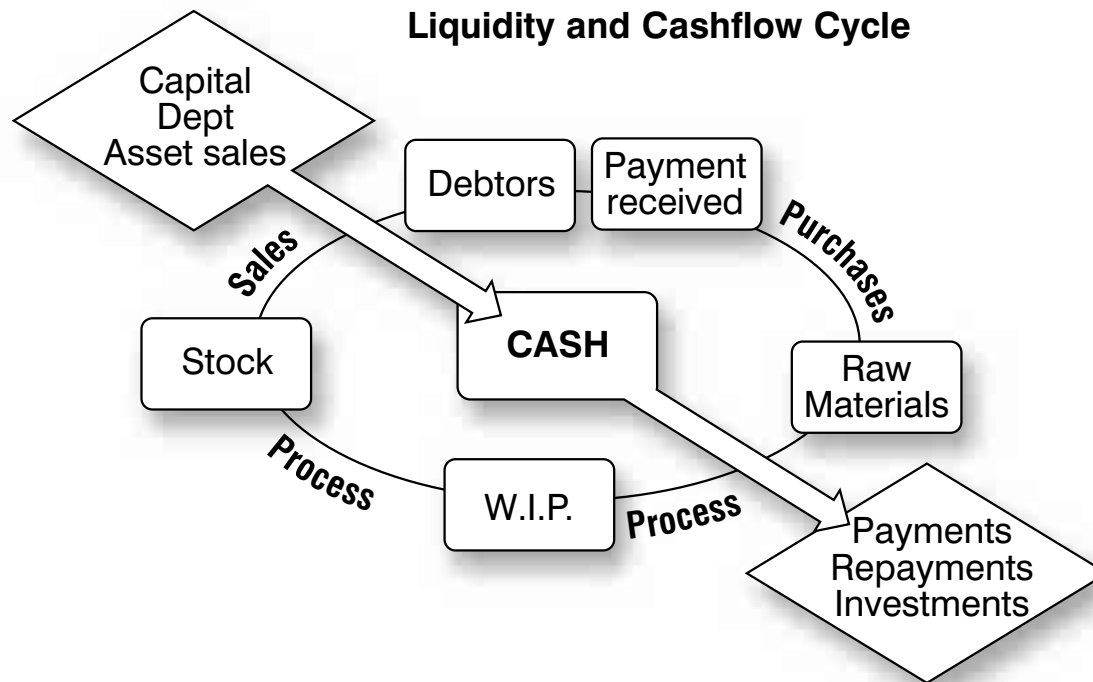 Liquidity and Cashflow Cycle
Capital
Dept
Asset sales
Debtors
Payment
received
Purchases
Sales
CASH
Stock
Raw
Materials
Process
W.I.P.
Process
Payments
Repayments
Investments